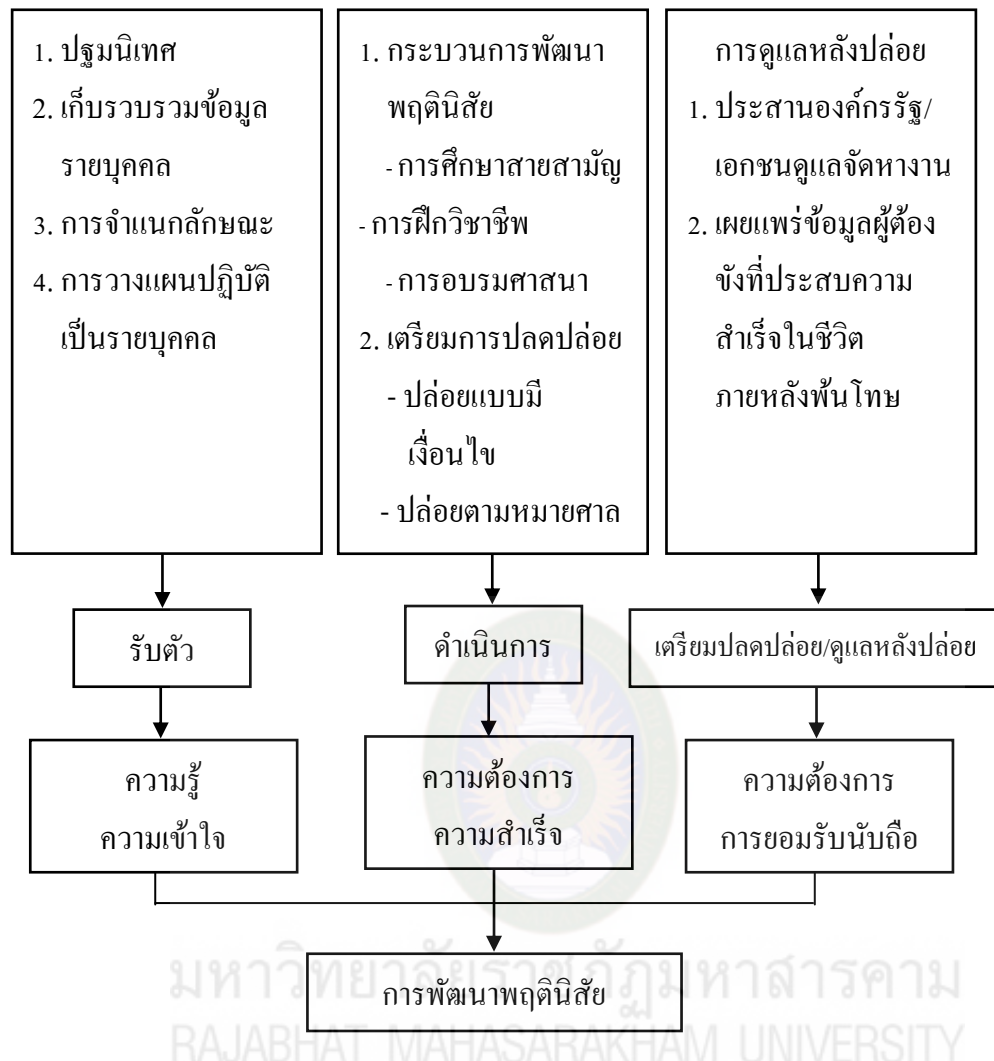 1. ปฐมนิเทศ
2. เก็บรวบรวมข้อมูล
รายบุคคล
3. การจำแนกลักษณะ
4. การวางแผนปฏิบัติ
เป็นรายบุคคล
1. กระบวนการพัฒนา
พฤตินิสัย
- การศึกษาสายสามัญ
- การฝึกวิชาชีพ
- การอบรมศาสนา
2. เตรียมการปลดปล่อย
- ปล่อยแบบมี
เงื่อนไข
- ปล่อยตามหมายศาล
การดูแลหลังปล่อย
1. ประสานองค์กรรัฐ/
เอกชนดูแลจัดหางาน
2. เผยแพร่ข้อมูลผู้ต้อง
ขังที่ประสบความ
สำเร็จในชีวิต
ภายหลังพ้นโทษ
รับตัว
ดำเนินการ
เตรียมปลดปล่อย/ดูแลหลังปล่อย
ความรู้
ความเข้าใจ
ความต้องการ
ความสำเร็จ
ความต้องการ
การยอมรับนับถือ
การพัฒนาพฤตินิสัย
มหาวิทยาลัยราชภัฏมหาสารคาม
RAJABHAT MAHASARAKHAM UNIVERSITY